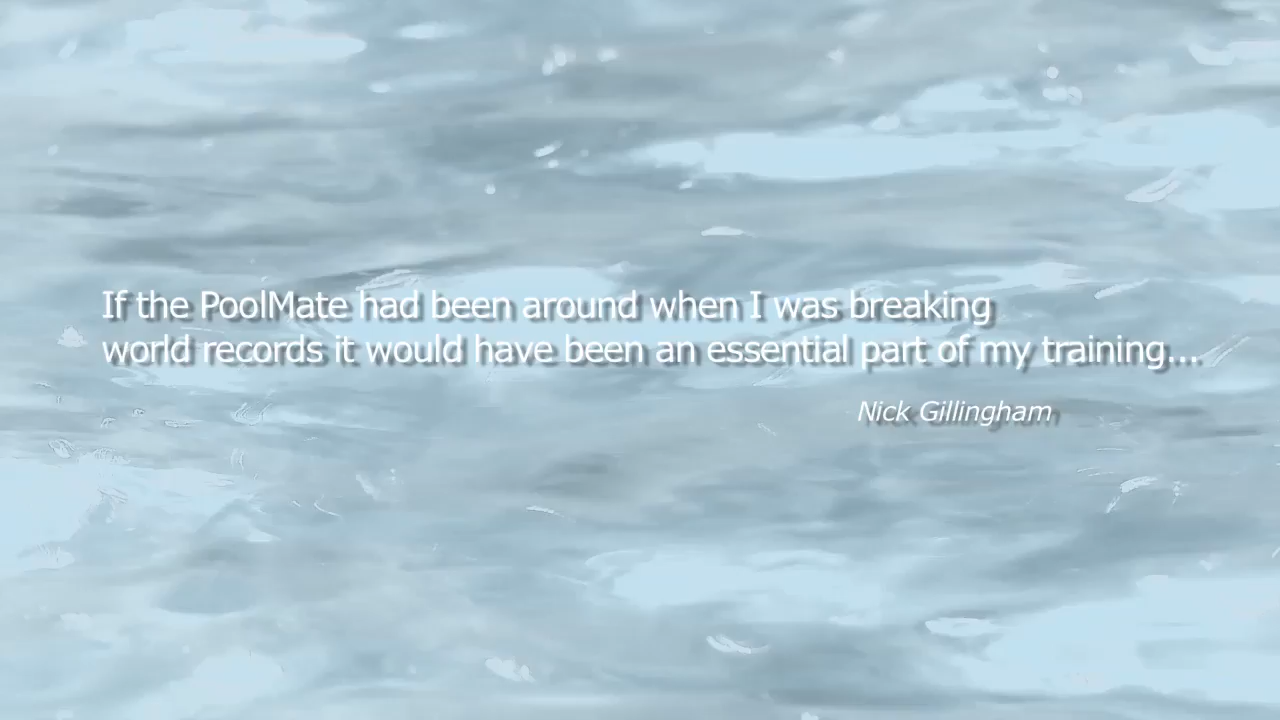 If the PoolMate had been around when I was breaking
world records it would have been an essential part of my training...
Nick Gillingham